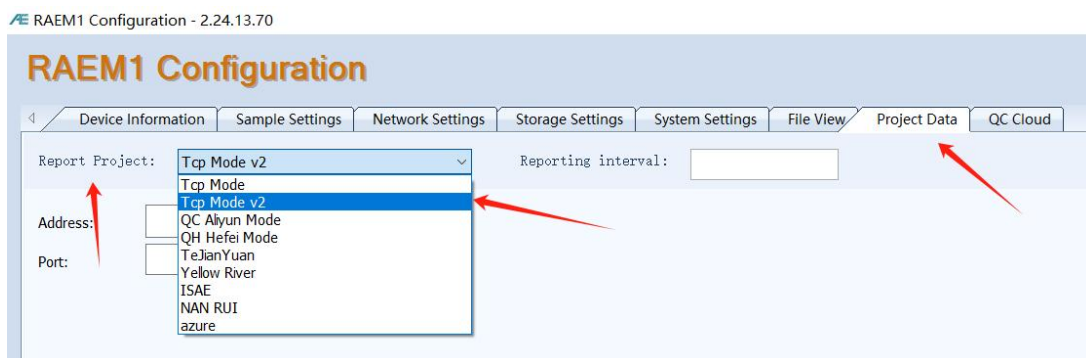 Æ RAEM1 Configuration - 2.24.13.70
RAEM1 Configuration
Device Information Sample Settings Network Settings Storage Settings System Settings File View Project Data QC Cloud
Report Project: Tcp Mode v2 Reporting interval:
Tcp Mode
Tcp Mode v2
Address:
QC Aliyun Mode
QH Hefei Mode
TeJianYuan
Port:
Yellow River
ISAE
NAN RUI
azure